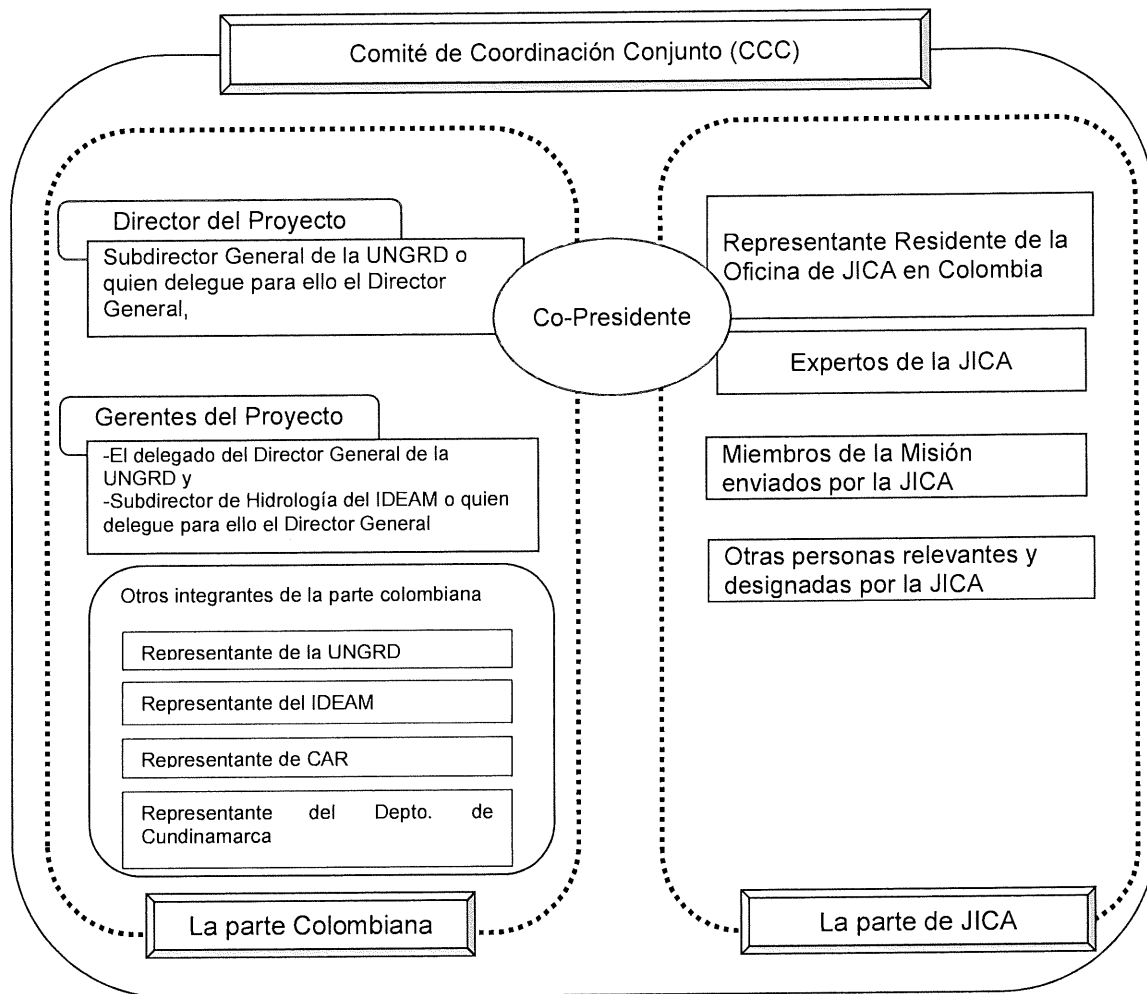 Comité de Coordinación Conjunto (CCC)
Director del Proyecto
Subdirector General de la UNGRD o
quien delegue para ello el Director
General,
Gerentes del Proyecto
-El delegado del Director General de la
UNGRD y
-Subdirector de Hidrología del IDEAM o quien
delegue para ello el Director General
Otros integrantes de la parte colombiana
Representante de la UNGRD
Representante del IDEAM
Representante de CAR
Representante del Depto. de
Cundinamarca
La parte Colombiana
Co-Presidente
Representante Residente de la
Oficina de JICA en Colombia
Expertos de la JICA
Miembros de la Misión
enviados por la JICA
Otras personas relevantes y
designadas por la JICA
La parte de JICA